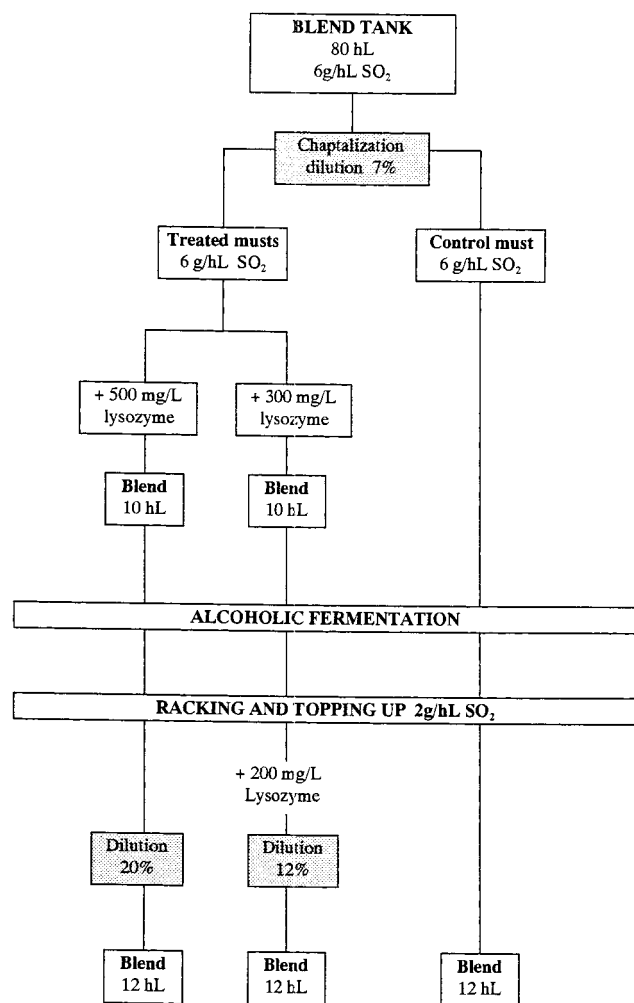 BLEND TANK
80 hL
6g/hL SO₂
Chaptalization
dilution 7%
Treated musts
6 g/hL SO₂
Control must
6 g/hL SO₂
+ 500 mg/L
lysozyme
+ 300 mg/L
lysozyme
Blend
10 hL
Blend
10 hL
ALCOHOLIC FERMENTATION
RACKING AND TOPPING UP 2g/hL SO₂
+ 200 mg/L
Lysozyme
Dilution
20%
Dilution
12%
Blend
12 hL
Blend
12 hL
Blend
12 hL